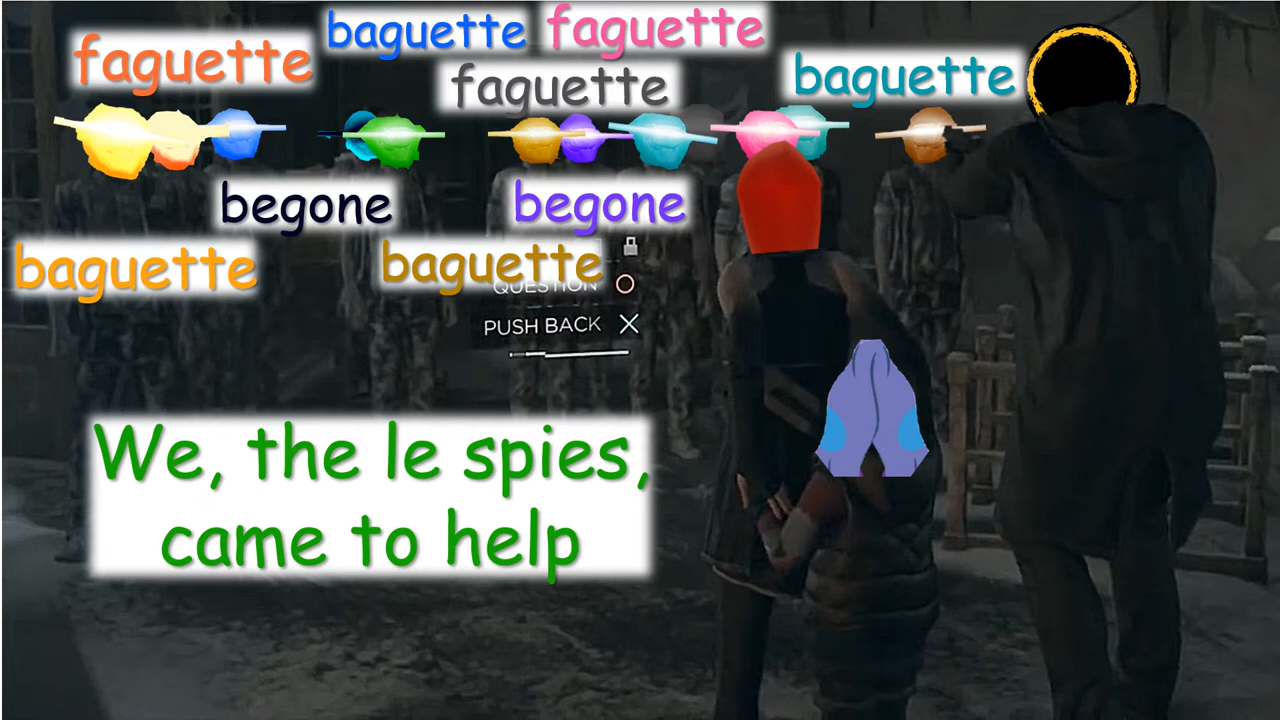 baguette
faguette
faguette
faguette
baguette
begone
begone
baguette
baguette
QUESTION
PUSH BACK
We, the le spies,
came to help